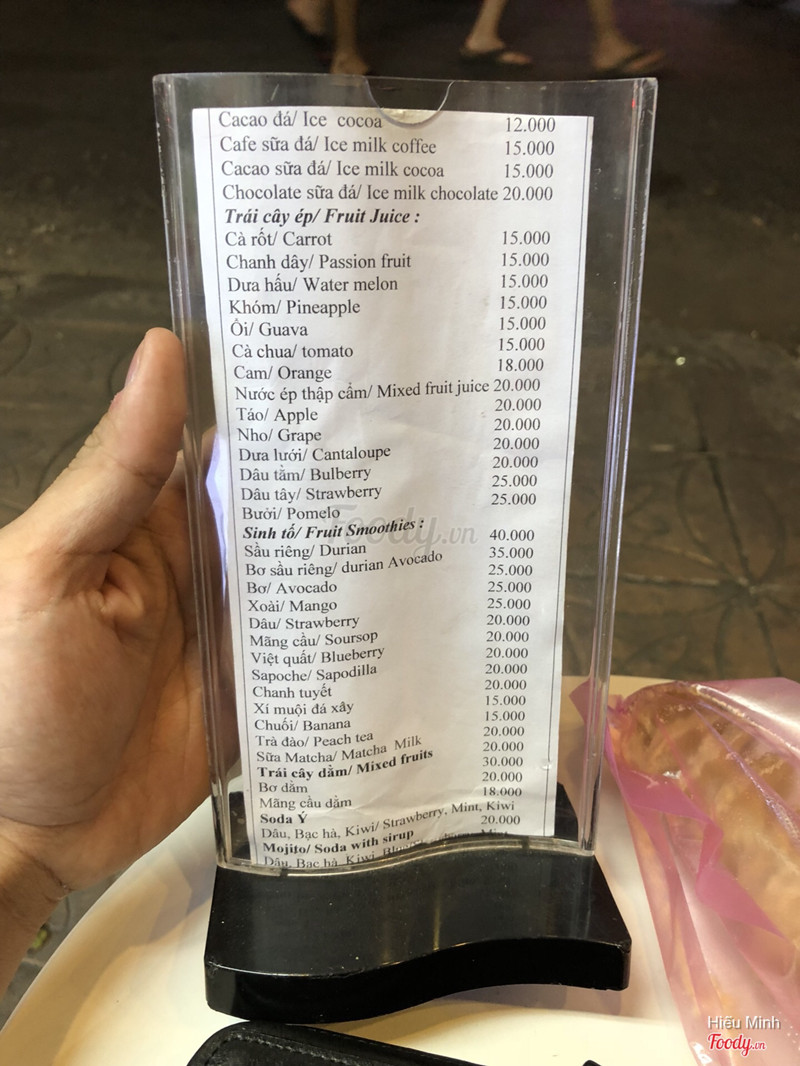 Cacao đá/ Ice cocoa 12.000
Cafe sữa đá/ Ice milk coffee 15.000
Cacao sữa đá/ Ice milk cocoa 15.000
Chocolate sữa đá/ Ice milk chocolate 20.000
Trái cây ép/ Fruit Juice :
Cà rốt/ Carrot 15.000
Chanh dây/ Passion fruit 15.000
Dưa hấu/ Water melon 15.000
Khóm/ Pineapple 15.000
Ổi/ Guava 15.000
Cà chua/ tomato 15.000
Cam/ Orange 18.000
Nước ép thập cẩm/ Mixed fruit juice 20.000
Táo/ Apple 20.000
Nho/ Grape 20.000
Dưa lưới/ Cantaloupe 20.000
Dâu tằm/ Bulberry 20.000
Dâu tây/ Strawberry 25.000
Bưởi/ Pomelo 25.000
Sinh tố/ Fruit Smoothies :
Sầu riêng/ Durian 40.000
Bơ sầu riêng/ durian Avocado 35.000
Bơ/ Avocado 25.000
Xoài/ Mango 25.000
Dâu/ Strawberry 25.000
Mãng cầu/ Soursop 20.000
Việt quất/ Blueberry 20.000
Sapoche/ Sapodilla 20.000
Chanh tuyết 20.000
Xí muội đá xây 20.000
Chuối/ Banana 15.000
Trà đào/ Peach tea 15.000
Sữa Matcha/ Matcha Milk 20.000
Trái cây dằm/ Mixed fruits 20.000
Bơ dằm 30.000
Mãng cầu dằm 20.000
Soda Ý 18.000
Dâu, Bạc hà, Kiwi/ Strawberry, Mint, Kiwi
Mojito/ Soda with sirup 20.000
Dâu, Bạc hà, Kiwi
Foody.vn
Hiếu Minh
Foody.vn